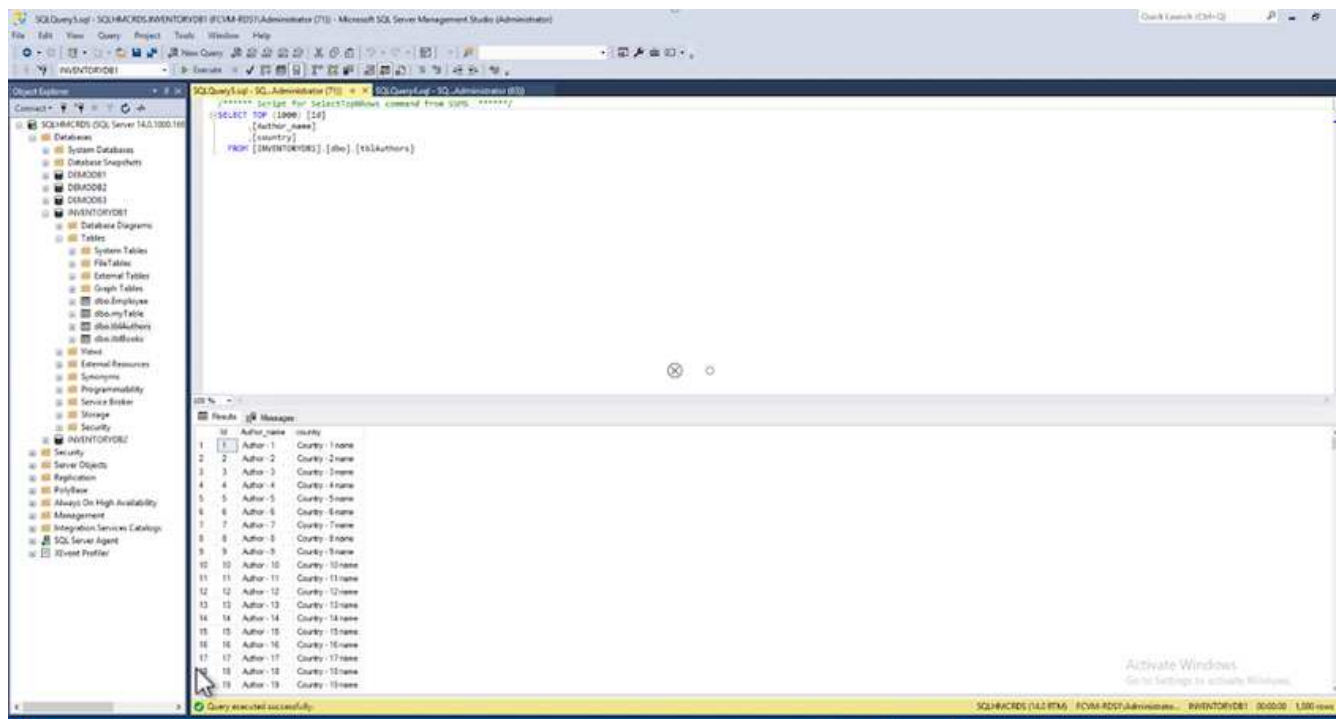 SQLQuery5.sql - SQLHMCRDS.INVENTORYDB1 (FCVM-RDST\Administrator (71)) - Microsoft SQL Server Management Studio (Administrator)
Quick Launch (Ctrl+Q)
File Edit View Query Project Tools Window Help
New Query
INVENTORYDB1
Execute
Object Explorer
SQLQuery5.sql - SQ...Administrator (71))
Connect
SQLHMCRDS (SQL Server 14.0.1000.169
Databases
System Databases
Database Snapshots
DEMODB1
DEMODB2
DEMODB3
INVENTORYDB1
Database Diagrams
Tables
System Tables
FileTables
External Tables
Graph Tables
dbo.Employee
dbo.myTable
dbo.tblAuthors
dbo.tblBooks
Views
External Resources
Synonyms
Programmability
Service Broker
Storage
Security
INVENTORYDB2
Security
Server Objects
Replication
PolyBase
Always On High Availability
Management
Integration Services Catalogs
SQL Server Agent
XEvent Profiler
/****** Script for SelectTopNRows command from SSMS ******/
SELECT TOP (1000) [id]
,[Author_name]
,[country]
FROM [INVENTORYDB1].[dbo].[tblAuthors]
100 %
Results Messages
id Author_name country
1 1 Author - 1 Country - 1 name
2 2 Author - 2 Country - 2 name
3 3 Author - 3 Country - 3 name
4 4 Author - 4 Country - 4 name
5 5 Author - 5 Country - 5 name
6 6 Author - 6 Country - 6 name
7 7 Author - 7 Country - 7 name
8 8 Author - 8 Country - 8 name
9 9 Author - 9 Country - 9 name
10 10 Author - 10 Country - 10 name
11 11 Author - 11 Country - 11 name
12 12 Author - 12 Country - 12 name
13 13 Author - 13 Country - 13 name
14 14 Author - 14 Country - 14 name
15 15 Author - 15 Country - 15 name
16 16 Author - 16 Country - 16 name
17 17 Author - 17 Country - 17 name
18 Author - 18 Country - 18 name
19 Author - 19 Country - 19 name
Activate Windows
Go to Settings to activate Windows.
Query executed successfully.
SQLHMCRDS (14.0 RTM) INVENTORYDB1 00:00:00 1,000 rows